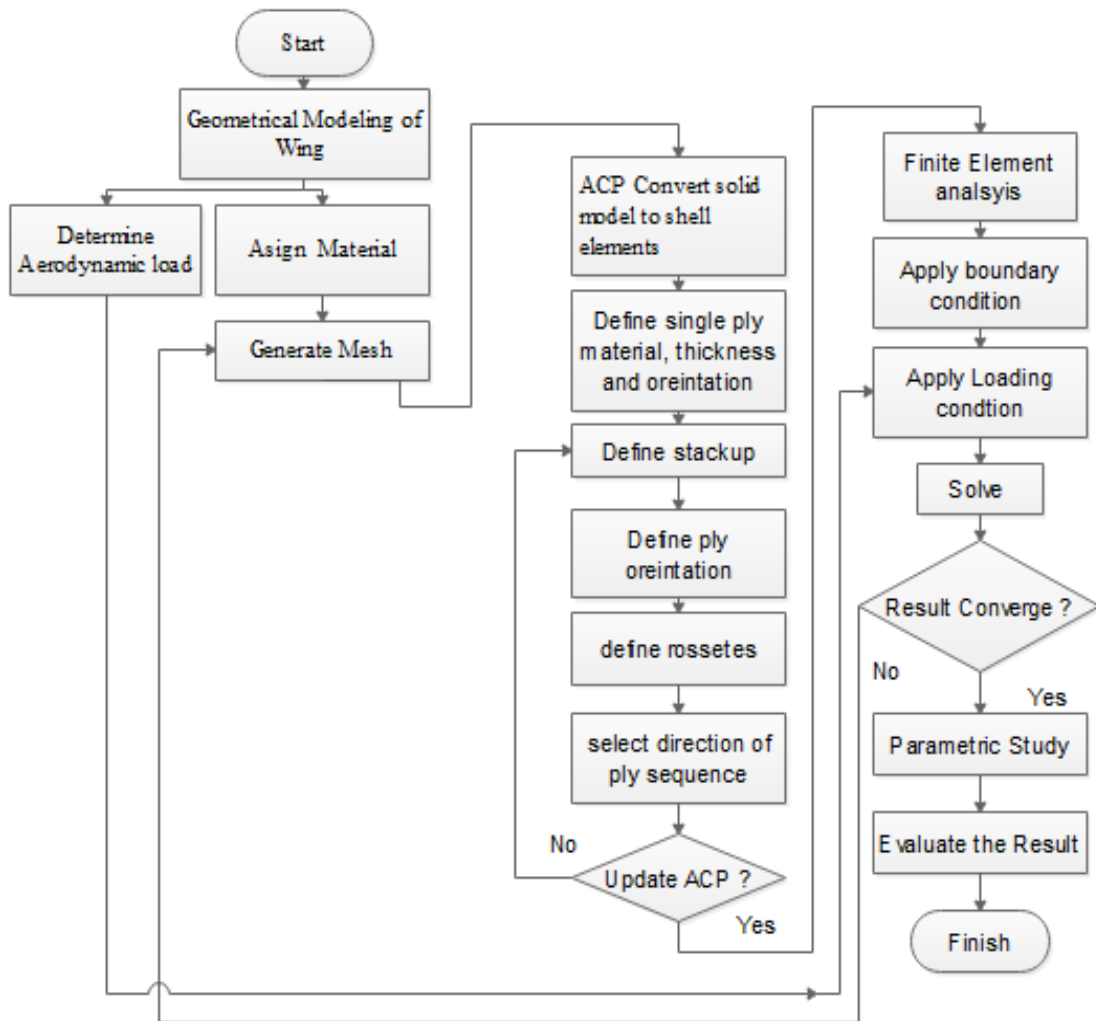 Start
Geometrical Modeling of
Wing
Determine
Aerodynamic load
Asign Material
Generate Mesh
ACP Convert solid
model to shell
elements
Define single ply
material, thickness
and oreintation
Define stackup
Define ply
oreintation
define rossetes
select direction of
ply sequence
No
Update ACP ?
Yes
Finite Element
analsyis
Apply boundary
condition
Apply Loading
condtion
Solve
Result Converge ?
No
Yes
Parametric Study
Evaluate the Result
Finish